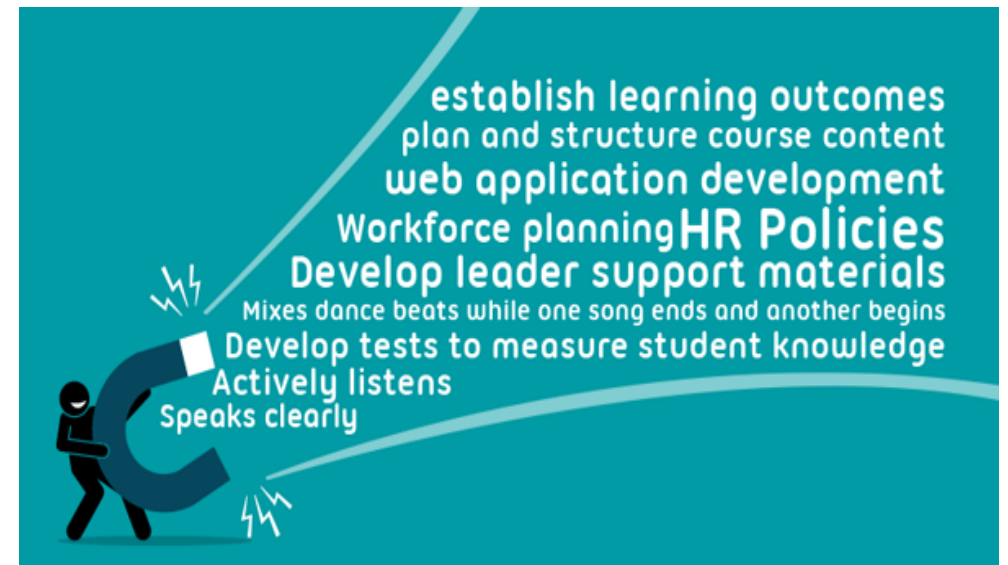 establish learning outcomes
plan and structure course content
web application development
Workforce planning HR Policies
Develop leader support materials
Mixes dance beats while one song ends and another begins
Develop tests to measure student knowledge
Actively listens
Speaks clearly